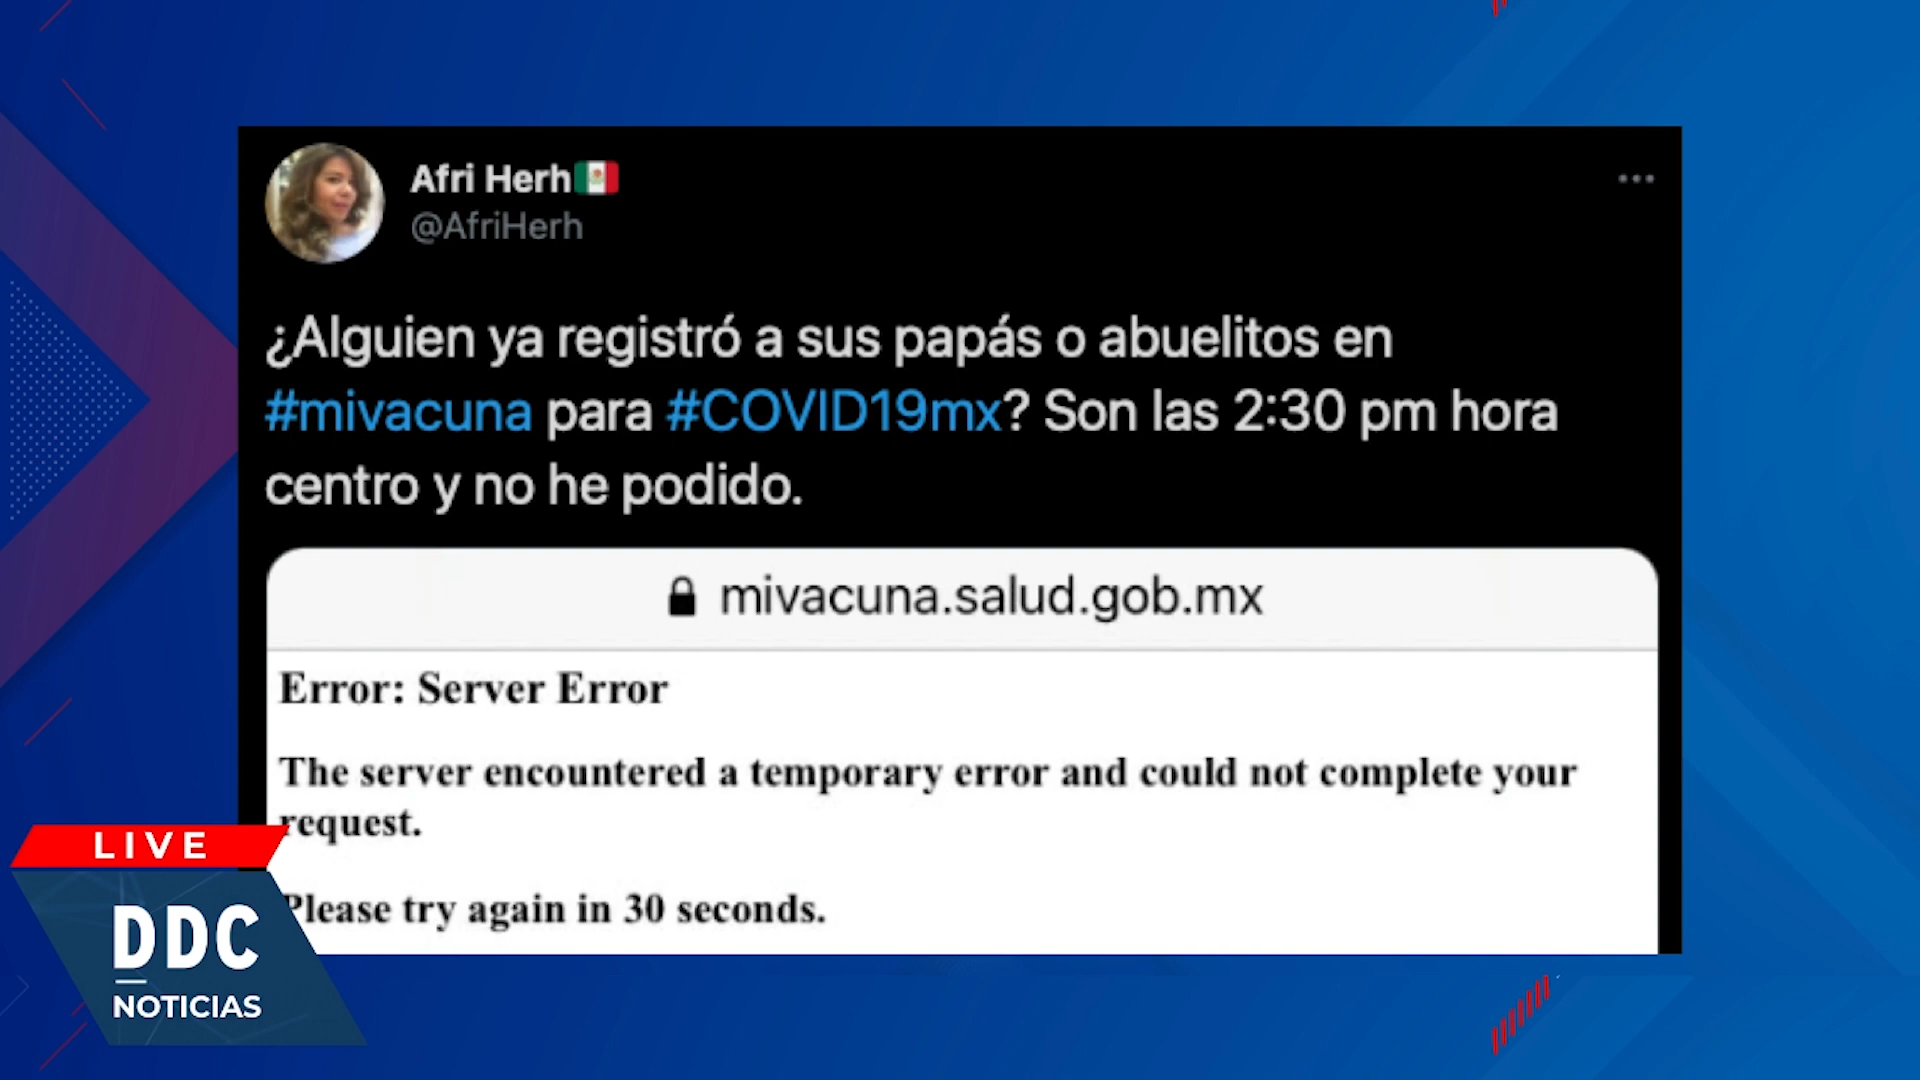 Afri Herh🇲🇽
@AfriHerh
¿Alguien ya registró a sus papás o abuelitos en
#mivacuna para #COVID19mx? Son las 2:30 pm hora
centro y no he podido.
mivacuna.salud.gob.mx
Error: Server Error
The server encountered a temporary error and could not complete your
request.
Please try again in 30 seconds.
LIVE
DDC
NOTICIAS